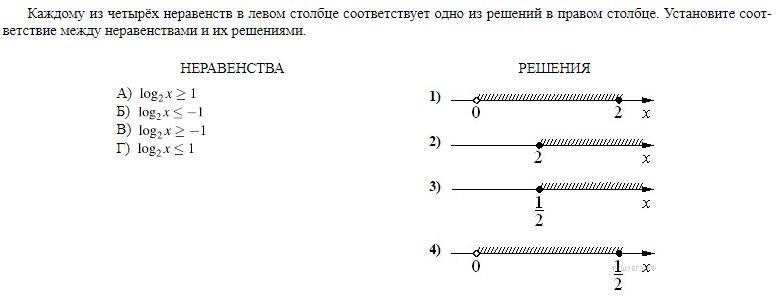 Каждому из четырёх неравенств в левом столбце соответствует одно из решений в правом столбце. Установите соот-
ветствие между неравенствами и их решениями.
НЕРАВЕНСТВА
А) log₂ x ≥ 1
Б) log₂ x ≤ −1
В) log₂ x ≥ −1
Г) log₂ x ≤ 1
РЕШЕНИЯ
1)
0 2 x
2)
2 x
3)
1/2 x
4)
0 1/2 x